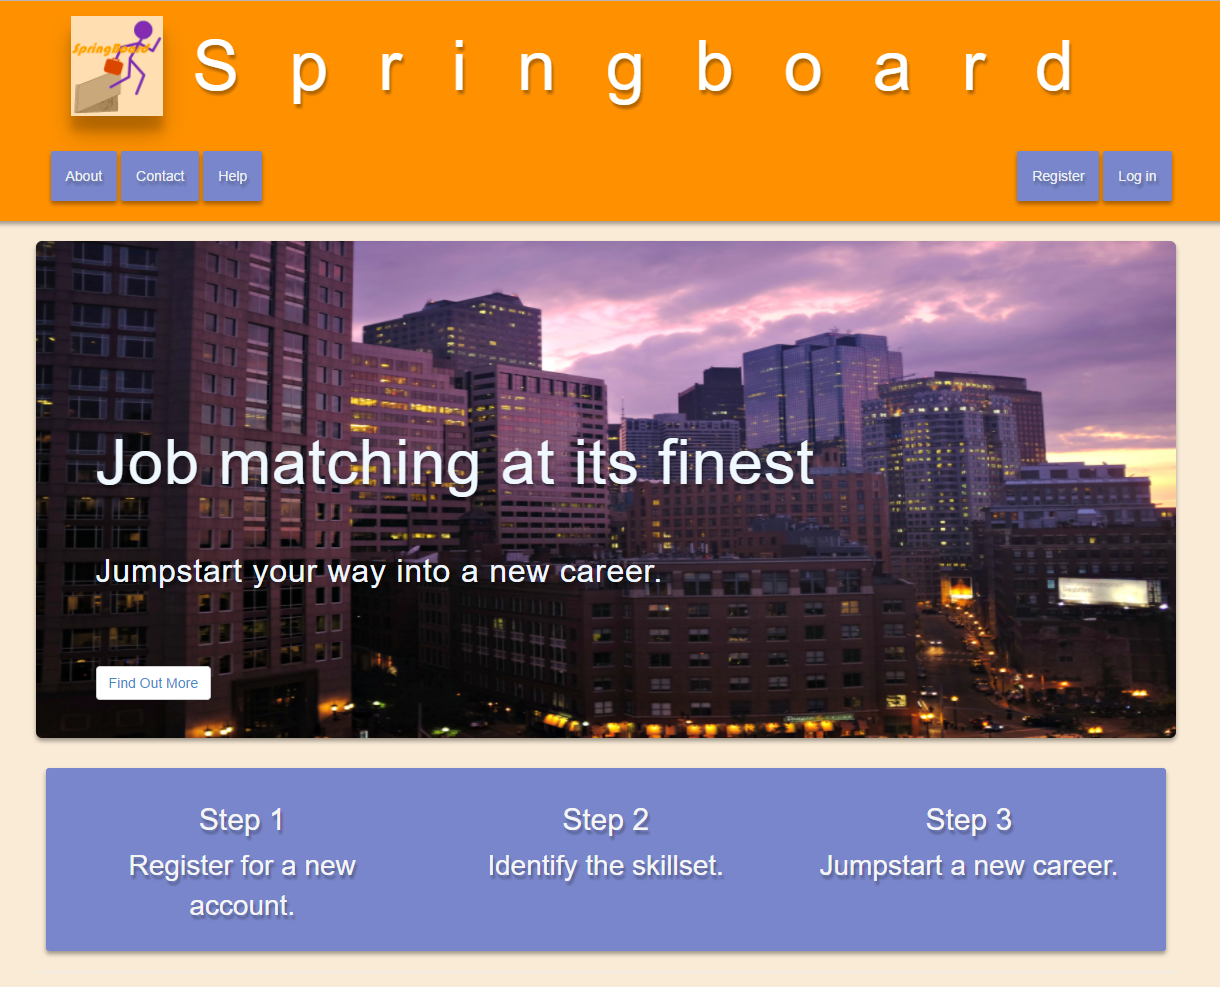 SpringBoard
S p r i n g b o a r d
About Contact Help Register Log in
Job matching at its finest
Jumpstart your way into a new career.
Find Out More
Step 1 Step 2 Step 3
Register for a new Identify the skillset. Jumpstart a new career.
account.